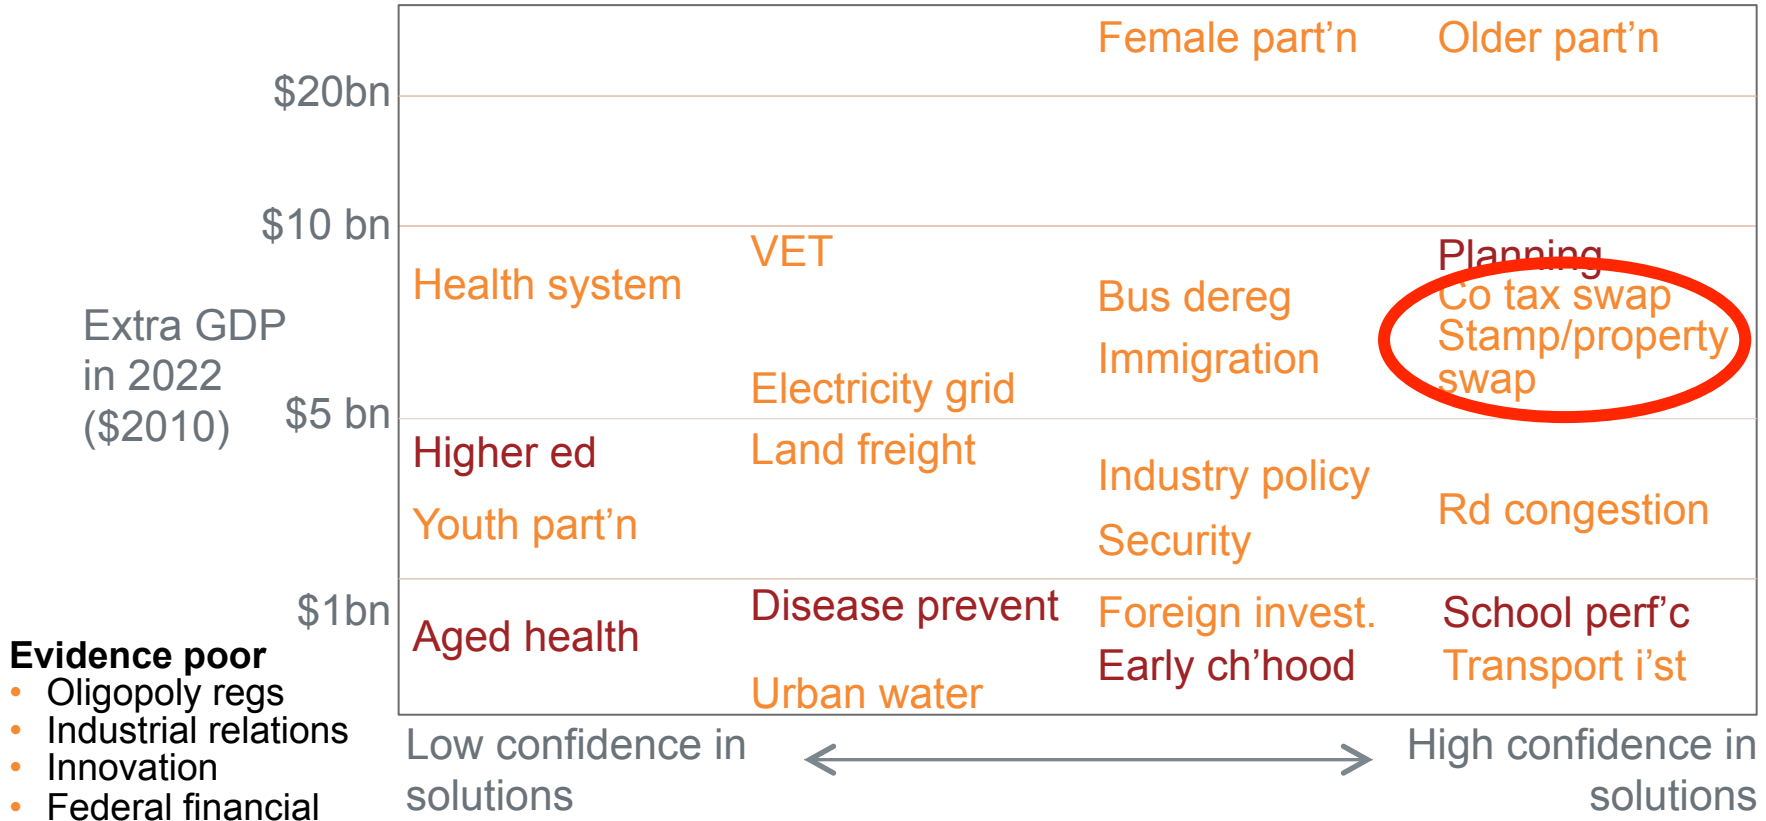 Female part’n
Older part’n
$20bn
$10 bn
VET
Planning
Health system
Bus dereg
Co tax swap
Extra GDP
in 2022
($2010)
Stamp/property
swap
Immigration
Electricity grid
$5 bn
Higher ed
Land freight
Industry policy
Youth part’n
Security
Rd congestion
$1bn
Disease prevent
Foreign invest.
School perf’c
Aged health
Early ch’hood
Transport i’st
Urban water
Evidence poor
• Oligopoly regs
• Industrial relations
• Innovation
• Federal financial
Low confidence in
solutions
High confidence in
solutions